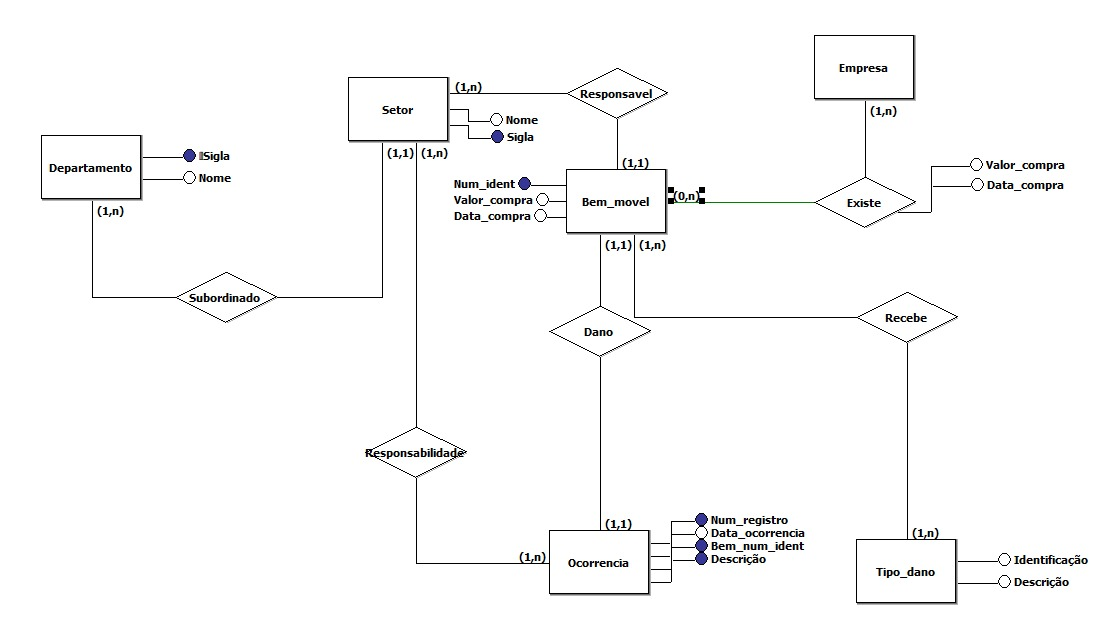 Empresa
(1,n)
(1,n)
Responsavel
Setor
Nome
Sigla
Departamento
Sigla
Nome
(1,1) (1,n)
(1,1)
Valor_compra
Data_compra
Num_ident
Valor_compra
Data_compra
Bem_movel
(0,n)
Existe
(1,n)
(1,1) (1,n)
Subordinado
Dano
Recebe
Responsabilidade
(1,1)
Num_registro
Data_ocorrencia
Bem_num_ident
Descrição
(1,n)
(1,n)
Ocorrencia
Tipo_dano
Identificação
Descrição